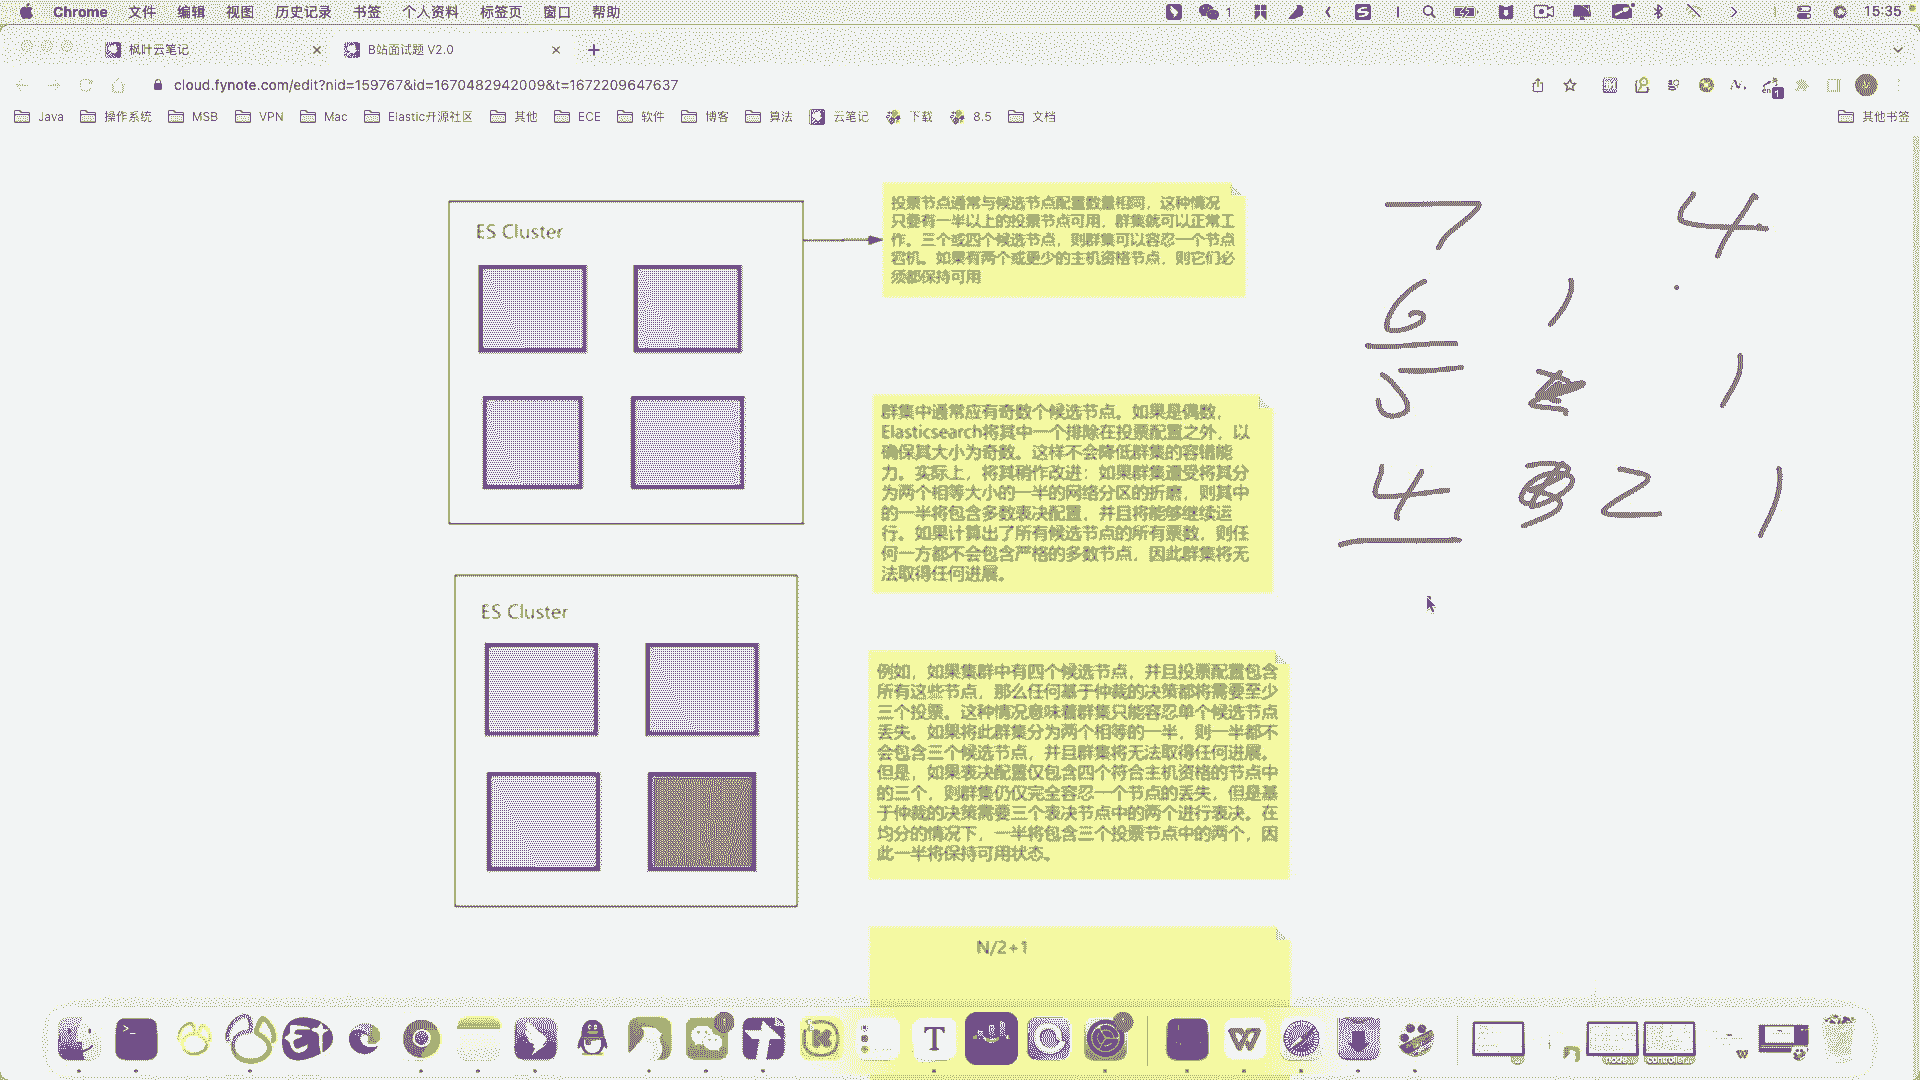 Chrome 文件 编辑 视图 历史记录 书签 个人资料 标签页 窗口 帮助 1 15:35
枫叶云笔记 B站面试题 V2.0
cloud.fynote.com/edit?nid=159767&id=1670482942009&t=1672209647637
Java 操作系统 MSB VPN Mac Elastic开源社区 其他 ECE 软件 博客 算法 云笔记 下载 8.5 文档 其他书签
ES Cluster
投票节点通常与候选节点配置数量相同，这种情况
只要有一半以上的投票节点可用，群集就可以正常工
作。三个或四个候选节点，则群集可以容忍一个节点
宕机。如果有两个或更少的主机资格节点，则它们必
须都保持可用
7 4
6 1
5 1
4 2 1
群集中通常应有奇数个候选节点。如果是偶数，
Elasticsearch将其中一个排除在投票配置之外，以
确保其大小为奇数。这样不会降低群集的容错能
力。实际上，将其稍作改进：如果群集遭受将其分
为两个相等大小的一半的网络分区的折磨，则其中
的一半将包含多数表决配置，并且将能够继续运
行。如果计算出了所有候选节点的所有票数，则任
何一方都不会包含严格的多数节点，因此群集将无
法取得任何进展。
ES Cluster
例如，如果集群中有四个候选节点，并且投票配置包含
所有这些节点，那么任何基于仲裁的决策都将需要至少
三个投票。这种情况意味着群集只能容忍单个候选节点
丢失。如果将此群集分为两个相等的一半，则一半都不
会包含三个候选节点，并且群集将无法取得任何进展。
但是，如果表决配置仅包含四个符合主机资格的节点中
的三个，则群集仍仅完全容忍一个节点的丢失，但是基
于仲裁的决策需要三个表决节点中的两个进行表决。在
均分的情况下，一半将包含三个投票节点中的两个，因
此一半将保持可用状态。
N/2+1